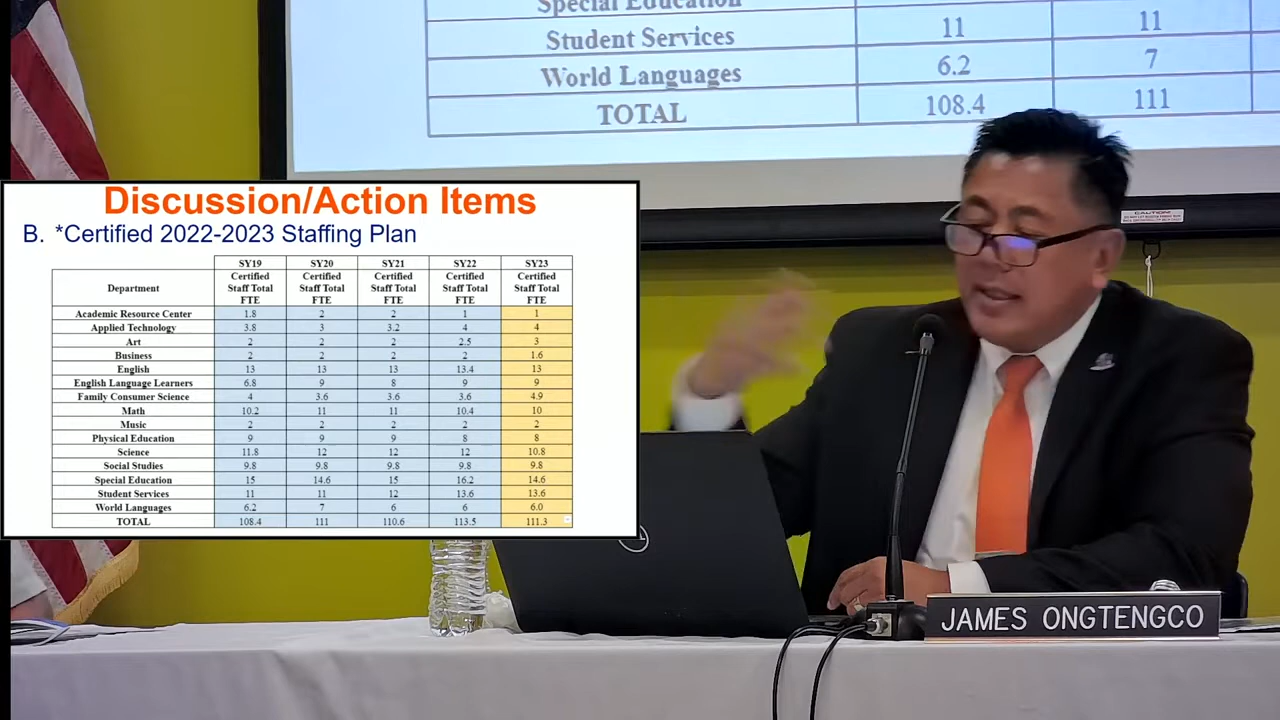 Special Education
Student Services 11 11
World Languages 6.2 7
TOTAL 108.4 111
CAUTION
Discussion/Action Items
B. *Certified 2022-2023 Staffing Plan
SY19 SY20 SY21 SY22 SY23
Department Certified Staff Total FTE Certified Staff Total FTE Certified Staff Total FTE Certified Staff Total FTE Certified Staff Total FTE
Academic Resource Center 1.8 2 2 1 1
Applied Technology 3.8 3 3.2 4 4
Art 2 2 2 2.5 3
Business 2 2 2 2 1.6
English 13 13 13 13.4 13
English Language Learners 6.8 9 8 9 9
Family Consumer Science 4 3.6 3.6 3.6 4.9
Math 10.2 11 11 10.4 10
Music 2 2 2 2 2
Physical Education 9 9 9 8 8
Science 11.8 12 12 12 10.8
Social Studies 9.8 9.8 9.8 9.8 9.8
Special Education 15 14.6 15 16.2 14.6
Student Services 11 11 12 13.6 13.6
World Languages 6.2 7 6 6 6.0
TOTAL 108.4 111 110.6 113.5 111.3
JAMES ONGTENGCO